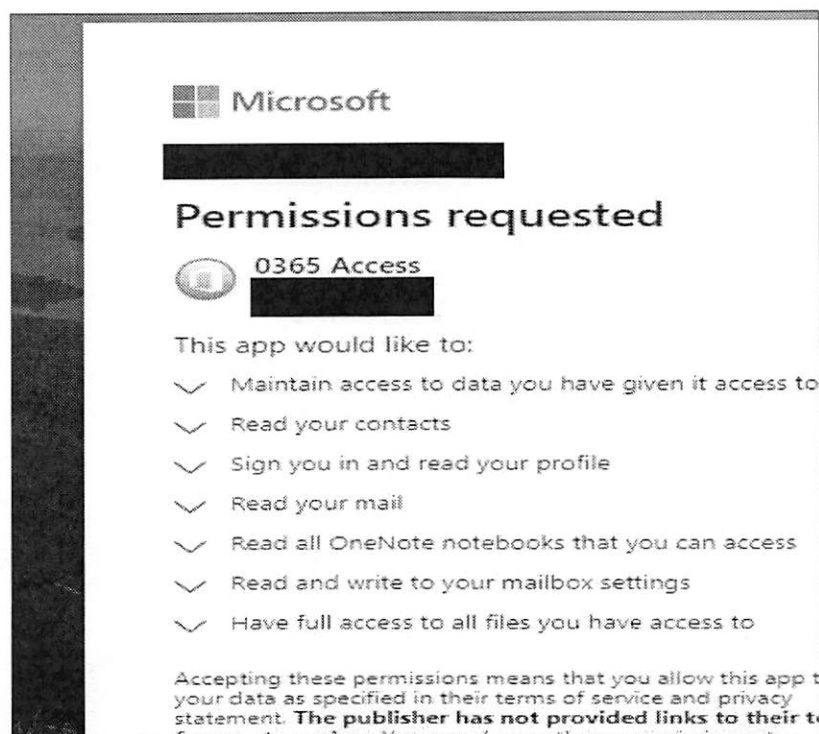 Microsoft
Permissions requested
0365 Access
This app would like to:
Maintain access to data you have given it access to
Read your contacts
Sign you in and read your profile
Read your mail
Read all OneNote notebooks that you can access
Read and write to your mailbox settings
Have full access to all files you have access to
Accepting these permissions means that you allow this app
your data as specified in their terms of service and privacy
statement. The publisher has not provided links to their